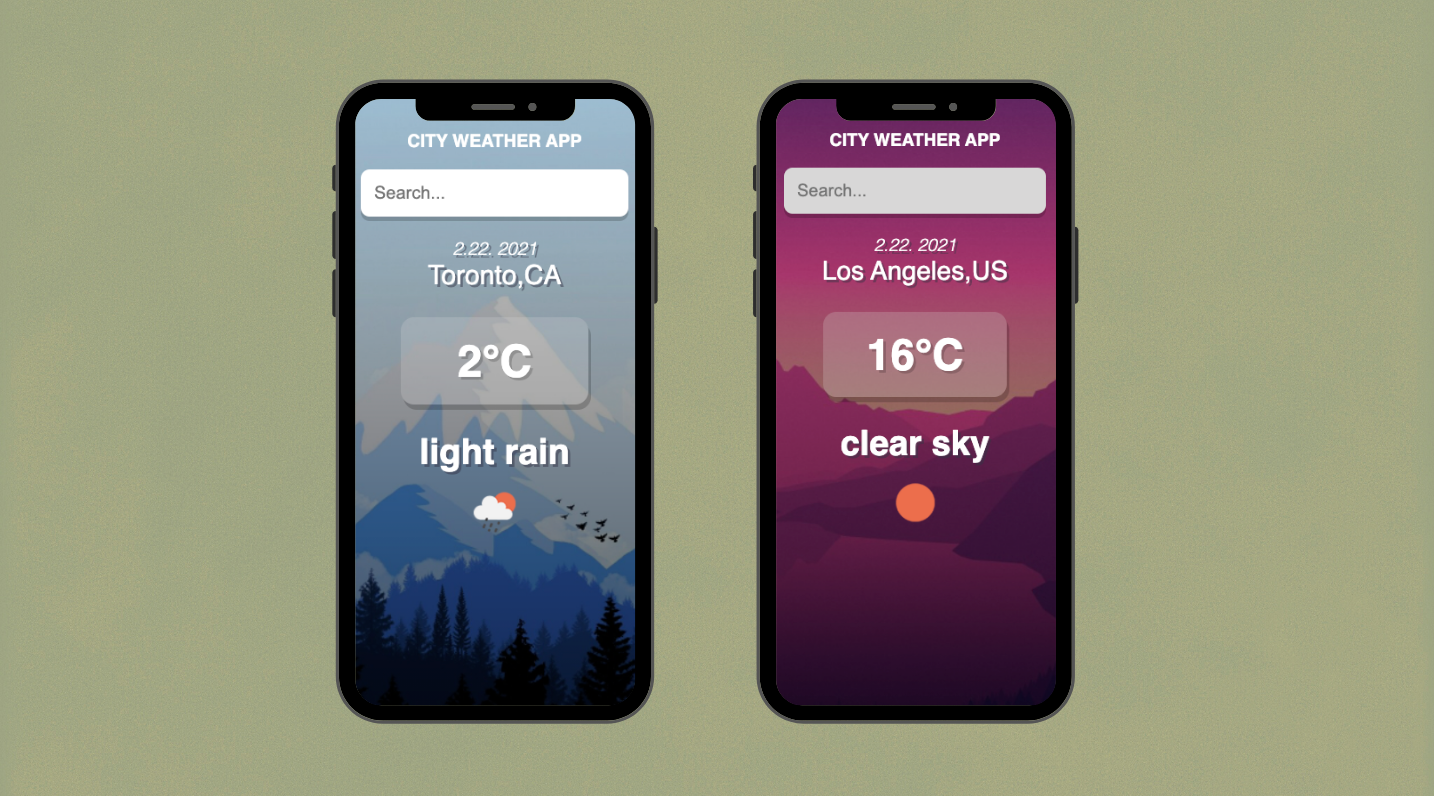 CITY WEATHER APP
Search...
2.22. 2021
Toronto,CA
2°C
light rain
CITY WEATHER APP
Search...
2.22. 2021
Los Angeles,US
16°C
clear sky